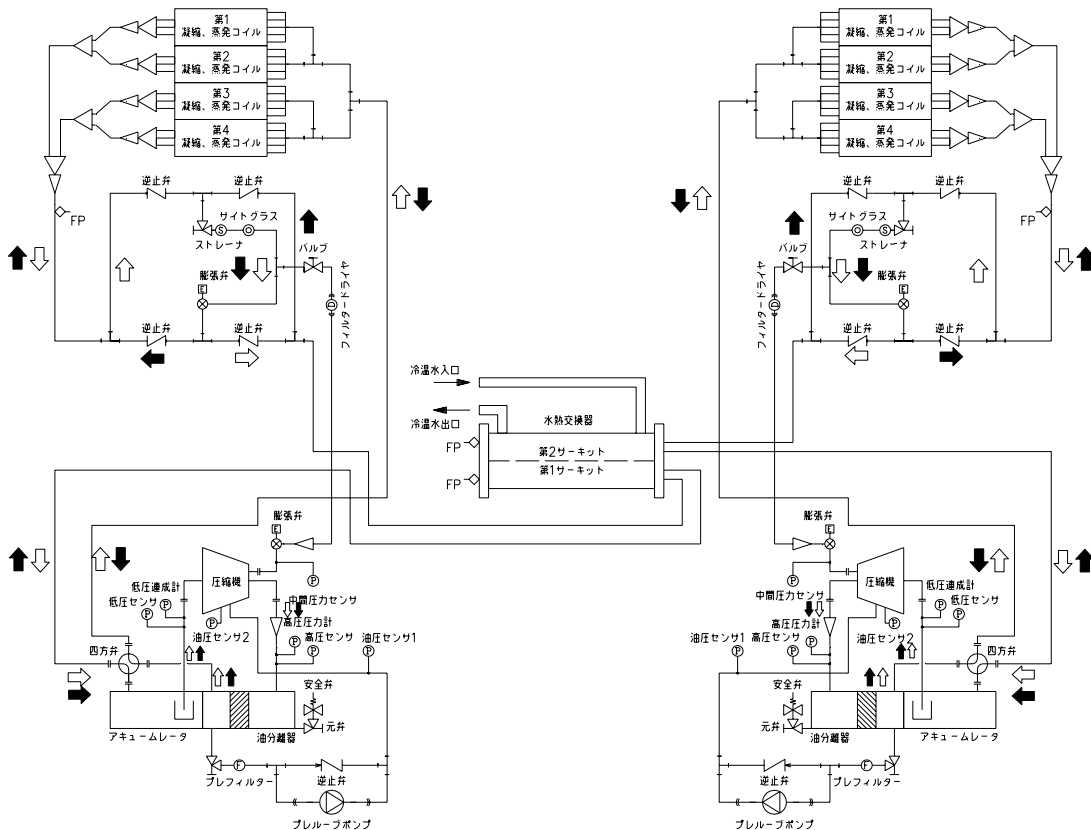 第1
凝縮、蒸発コイル
第2
凝縮、蒸発コイル
第3
凝縮、蒸発コイル
第4
凝縮、蒸発コイル
第1
凝縮、蒸発コイル
第2
凝縮、蒸発コイル
第3
凝縮、蒸発コイル
第4
凝縮、蒸発コイル
逆止弁
逆止弁
FP
サイトグラス
S
ストレーナ
バルブ
膨張弁
E
D
フィルタードライヤ
逆止弁
逆止弁
逆止弁
逆止弁
FP
サイトグラス
S
ストレーナ
バルブ
膨張弁
E
D
フィルタードライヤ
逆止弁
逆止弁
冷温水入口
冷温水出口
水熱交換器
FP
第2サーキット
第1サーキット
FP
膨張弁
E
圧縮機
P
中間圧力センサ
低圧連成計
P
低圧センサ
P
P
油圧センサ2
高圧圧力計
P
高圧センサ
P
油圧センサ1
P
四方弁
安全弁
元弁
アキュームレータ
油分離器
F
プレフィルター
逆止弁
プレルーブポンプ
膨張弁
E
圧縮機
P
中間圧力センサ
低圧連成計
P
低圧センサ
P
P
油圧センサ2
高圧圧力計
P
高圧センサ
P
油圧センサ1
P
四方弁
安全弁
元弁
油分離器
アキュームレータ
F
プレフィルター
逆止弁
プレルーブポンプ